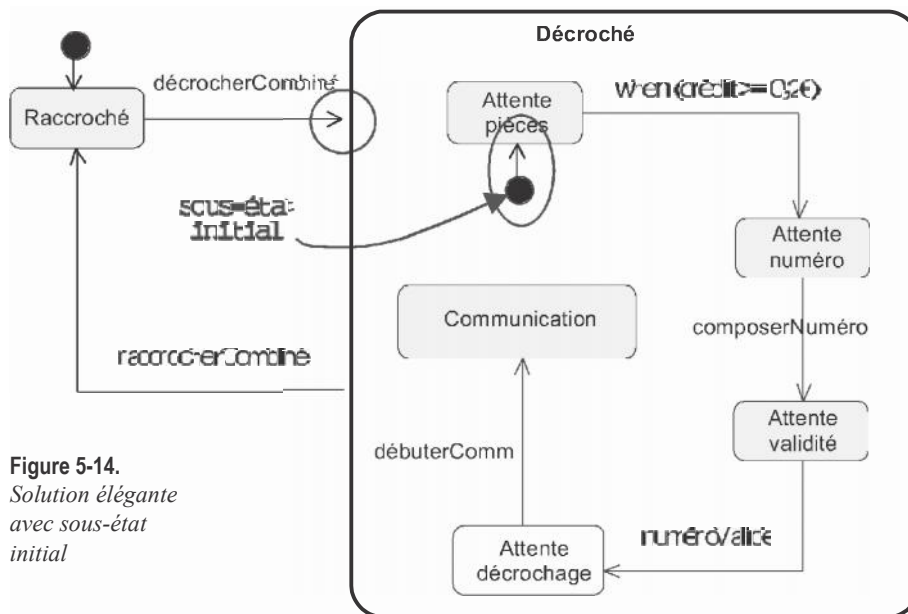 Décroché
décrocherCombiné
Raccroché
Attente
pièces
when(crédit>=0,2€)
sous-état
initial
Attente
numéro
Communication
composerNuméro
raccrocherCombiné
Attente
validité
débuterComm
Figure 5-14.
Solution élégante
avec sous-état
initial
Attente
décrochage
numéroValide